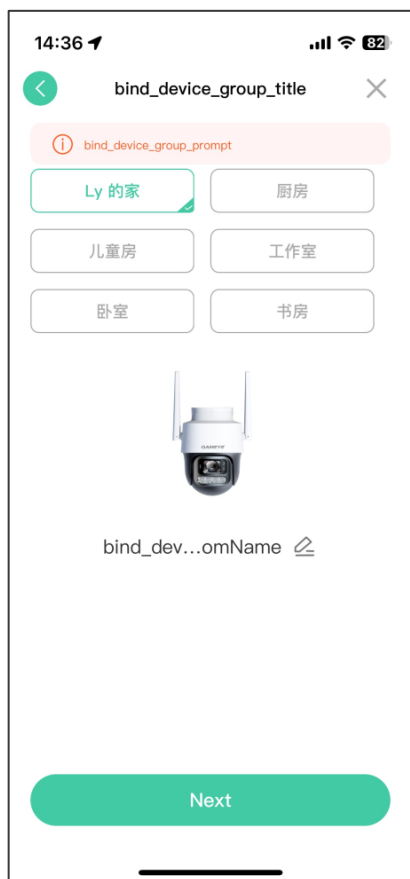 14:36
82
bind_device_group_title
bind_device_group_prompt
Ly 的家
厨房
儿童房
工作室
卧室
书房
bind_dev...omName
Next